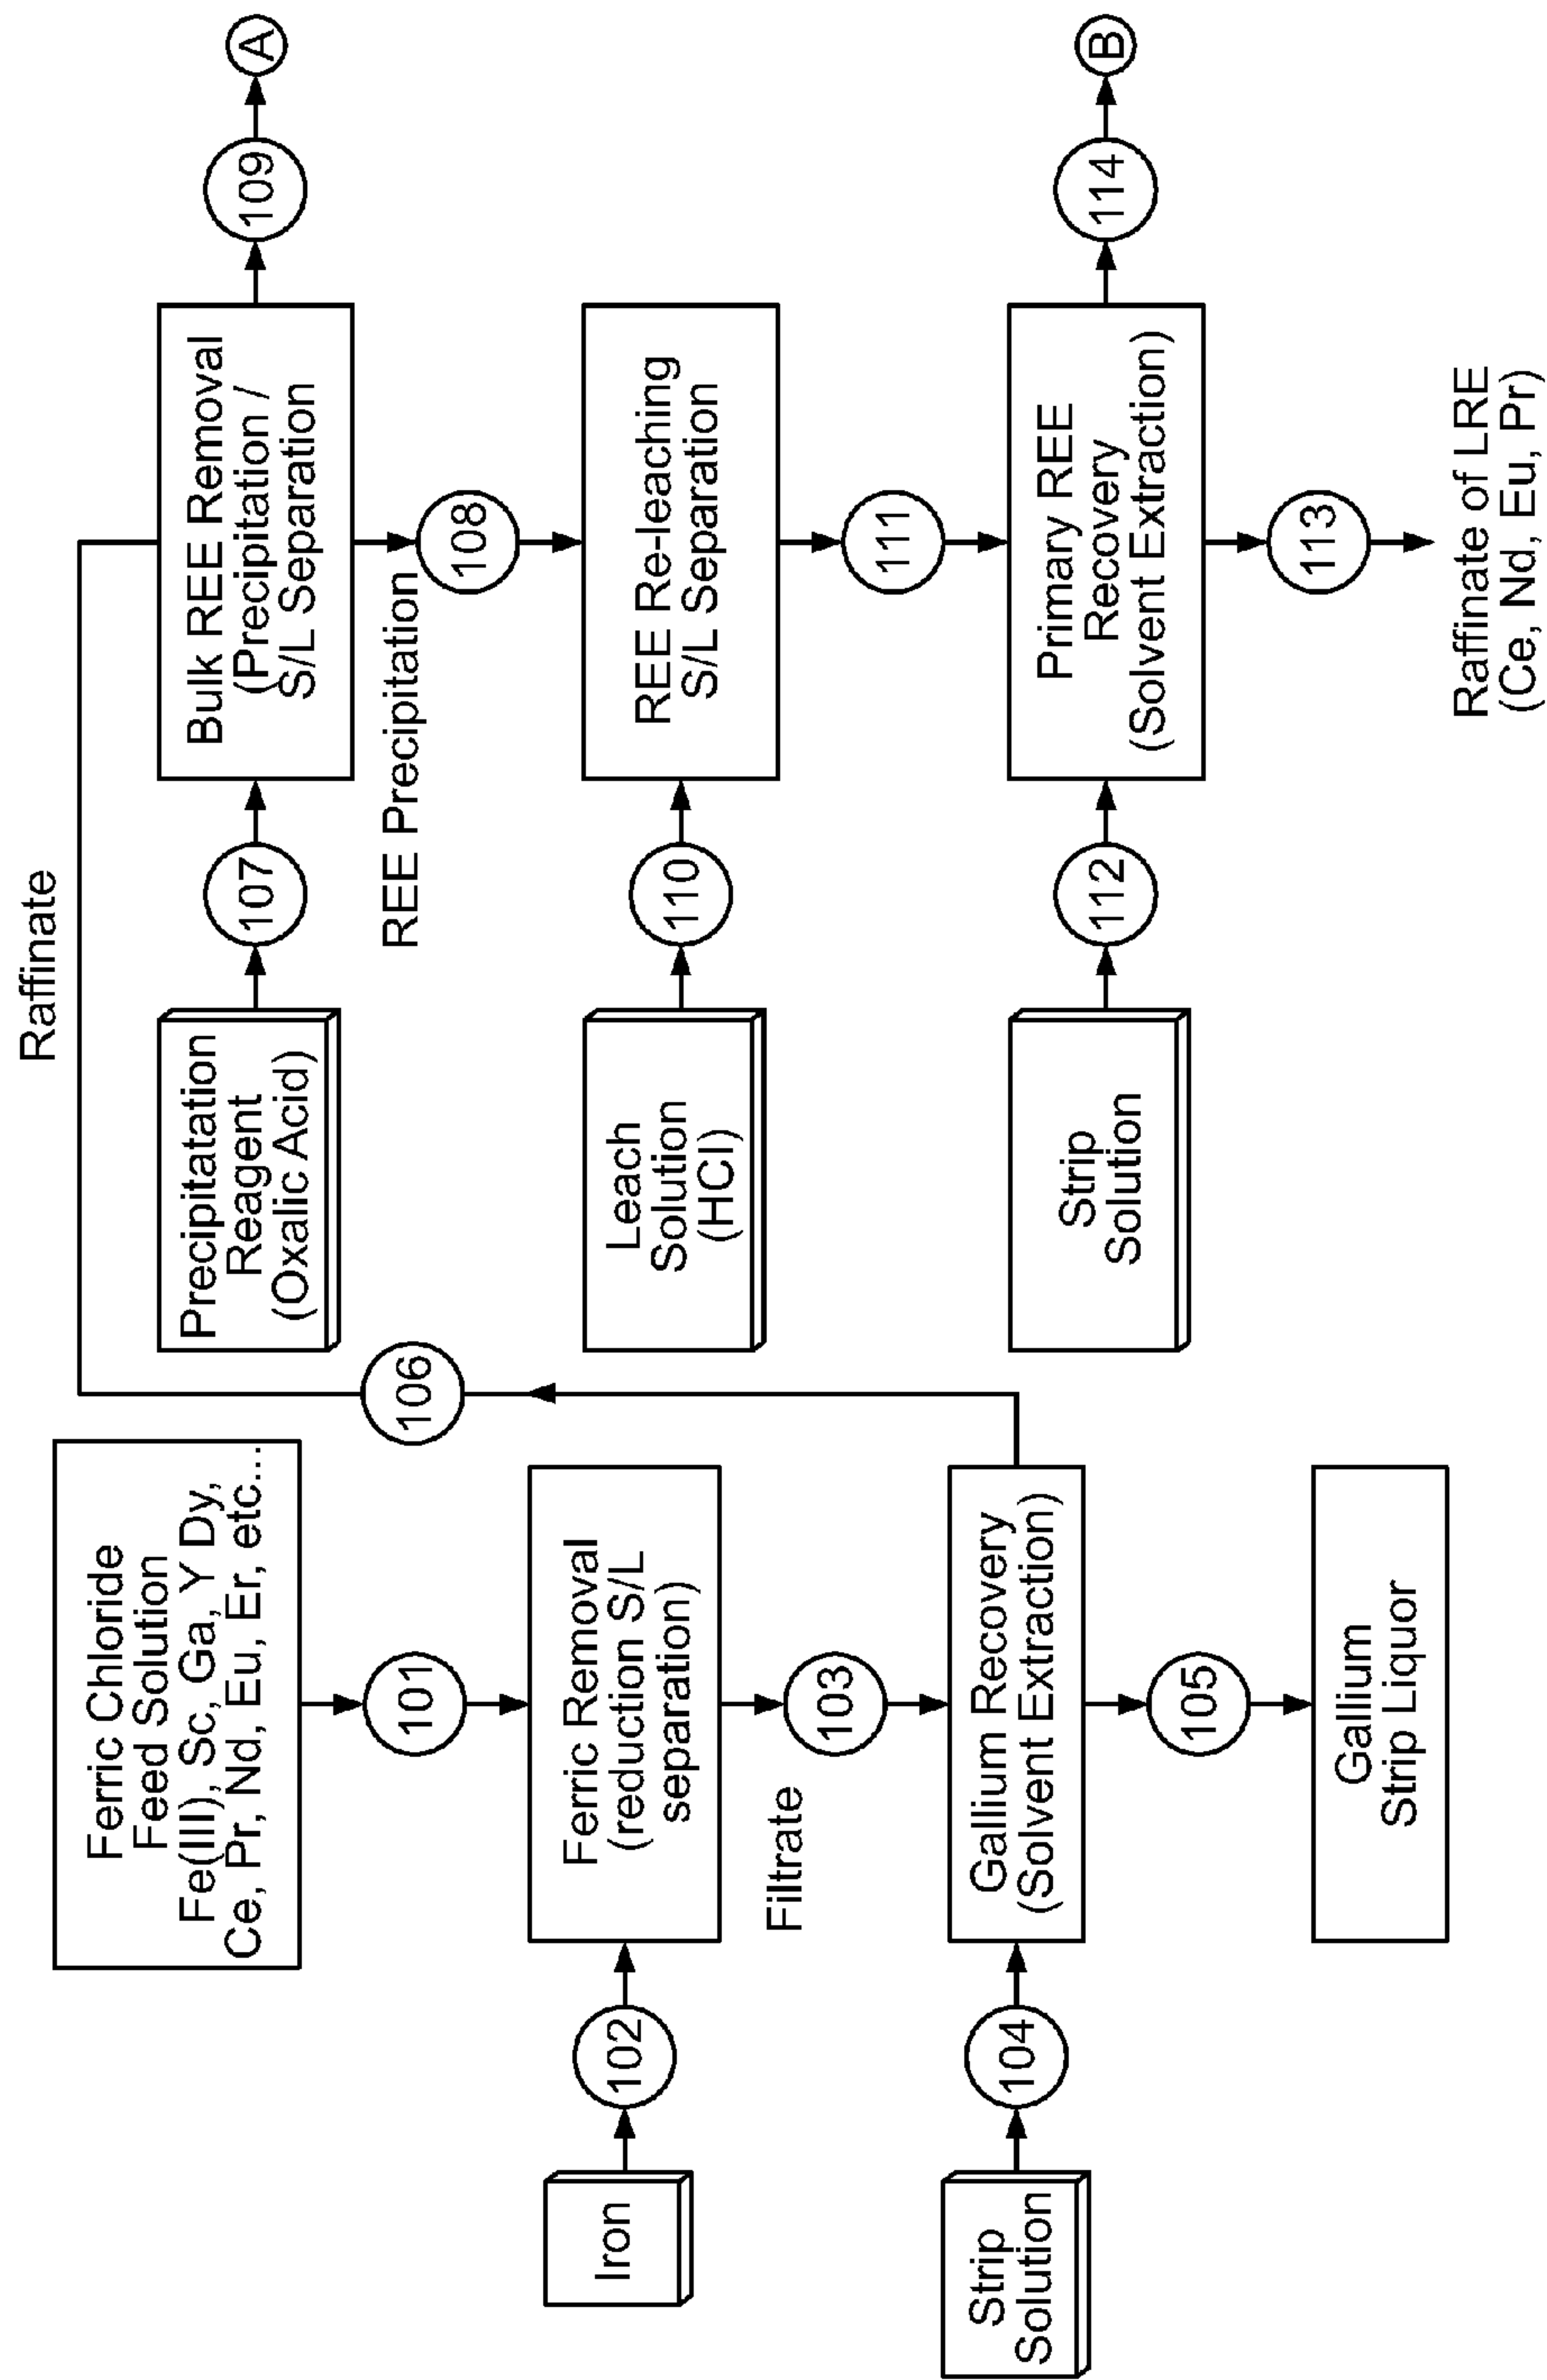 Ferric Chloride
Feed Solution
Fe(III), Sc, Ga, Y Dy,
Ce, Pr, Nd, Eu, Er, etc...
101
Iron
102
Ferric Removal
(reduction S/L
separation)
Filtrate
103
Strip
Solution
104
Gallium Recovery
(Solvent Extraction)
105
Gallium
Strip Liquor
106
Raffinate
Precipitatation
Reagent
(Oxalic Acid)
107
Bulk REE Removal
(Precipitation /
S/L Separation
109
A
REE Precipitation
108
Leach
Solution
(HCl)
110
REE Re-leaching
S/L Separation
111
Strip
Solution
112
Primary REE
Recovery
(Solvent Extraction)
114
B
113
Raffinate of LRE
(Ce, Nd, Eu, Pr)